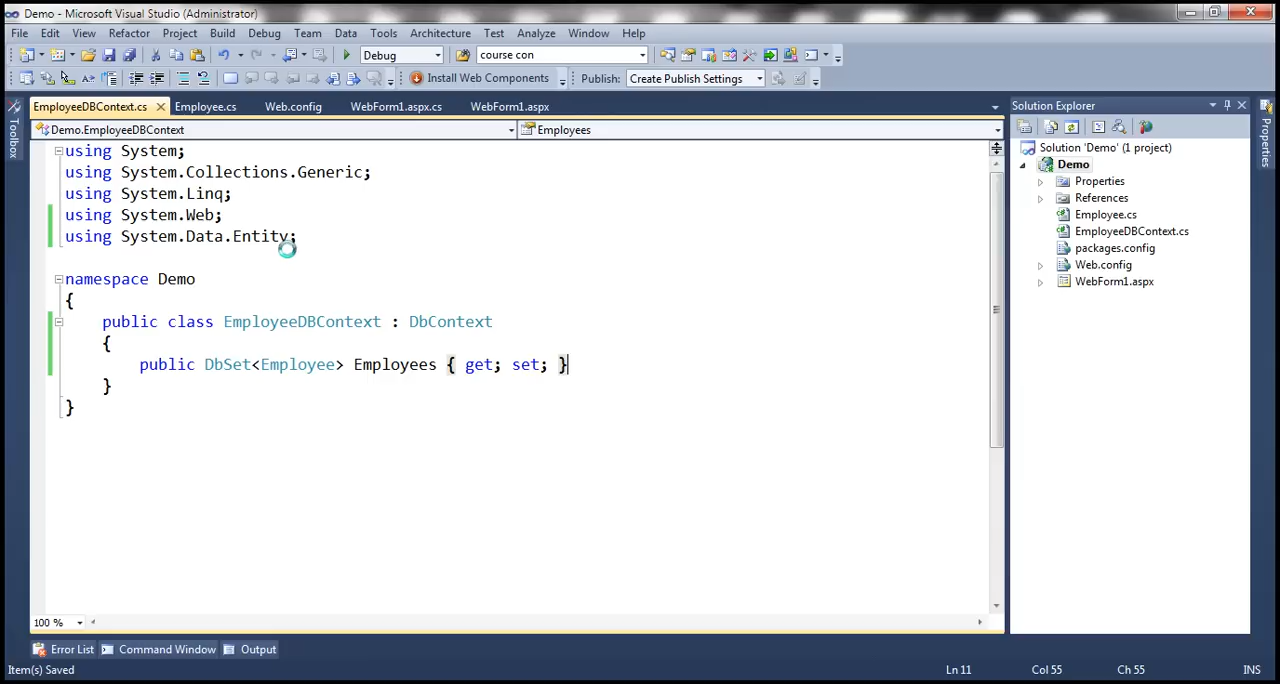 Demo - Microsoft Visual Studio (Administrator)
File Edit View Refactor Project Build Debug Team Data Tools Architecture Test Analyze Window Help
Debug course con
Install Web Components Publish: Create Publish Settings
EmployeeDBContext.cs Employee.cs Web.config WebForm1.aspx.cs WebForm1.aspx
Demo.EmployeeDBContext Employees
using System;
using System.Collections.Generic;
using System.Linq;
using System.Web;
using System.Data.Entity;
namespace Demo
{
public class EmployeeDBContext : DbContext
{
public DbSet<Employee> Employees { get; set; }
}
}
100 %
Error List Command Window Output
Item(s) Saved Ln 11 Col 55 Ch 55 INS
Toolbox
Solution Explorer
Solution 'Demo' (1 project)
Demo
Properties
References
Employee.cs
EmployeeDBContext.cs
packages.config
Web.config
WebForm1.aspx
Properties